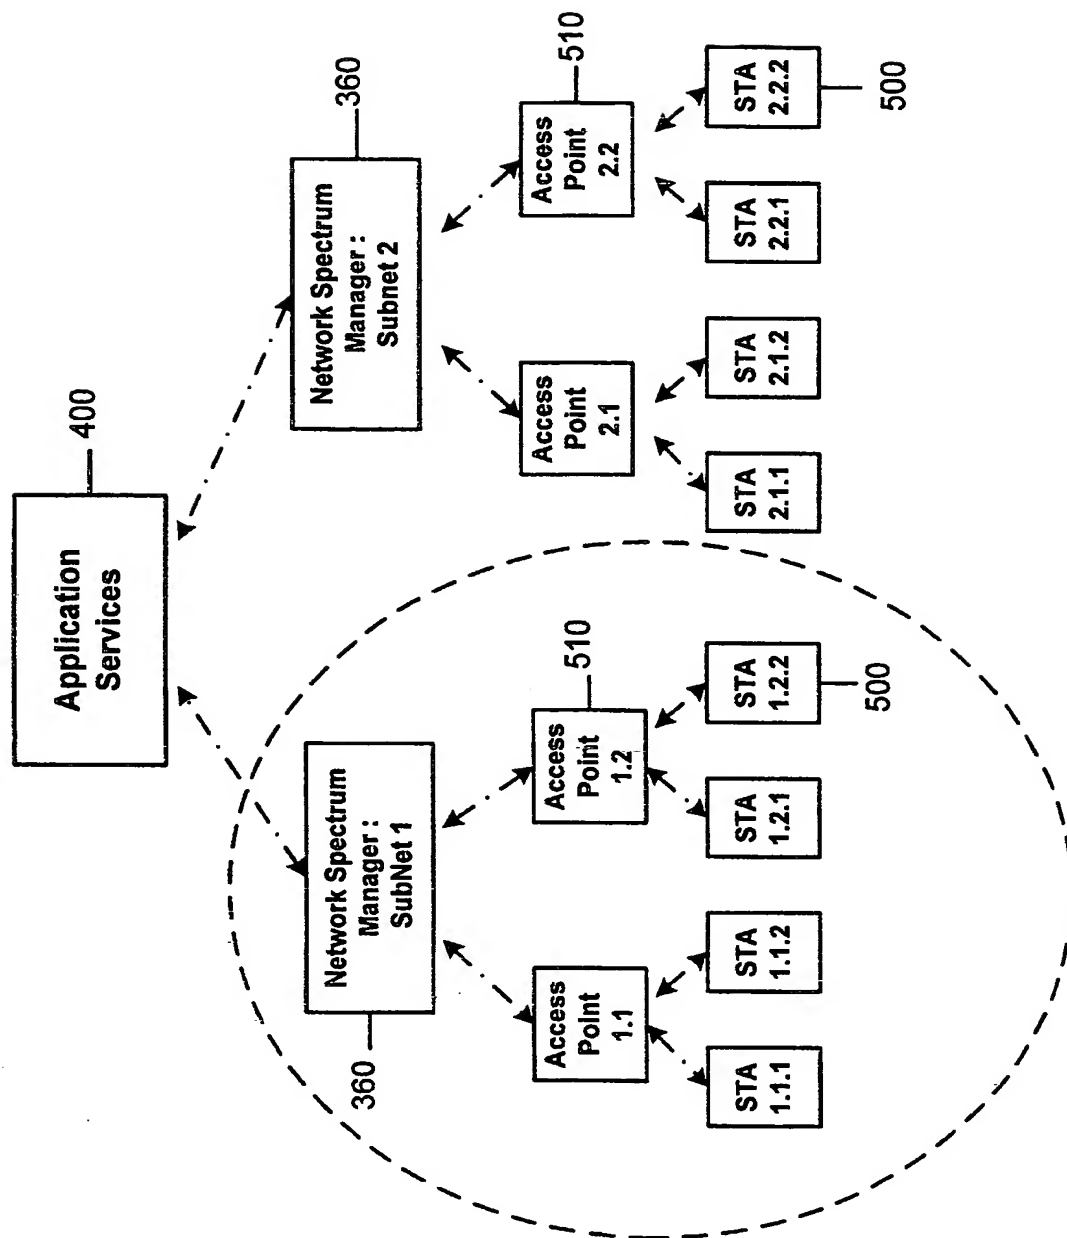 Application
Services
400
Network Spectrum
Manager :
SubNet 1
360
Network Spectrum
Manager :
Subnet 2
360
Access
Point
1.1
Access
Point
1.2
510
Access
Point
2.1
Access
Point
2.2
510
STA
1.1.1
STA
1.1.2
STA
1.2.1
STA
1.2.2
500
STA
2.1.1
STA
2.1.2
STA
2.2.1
STA
2.2.2
500